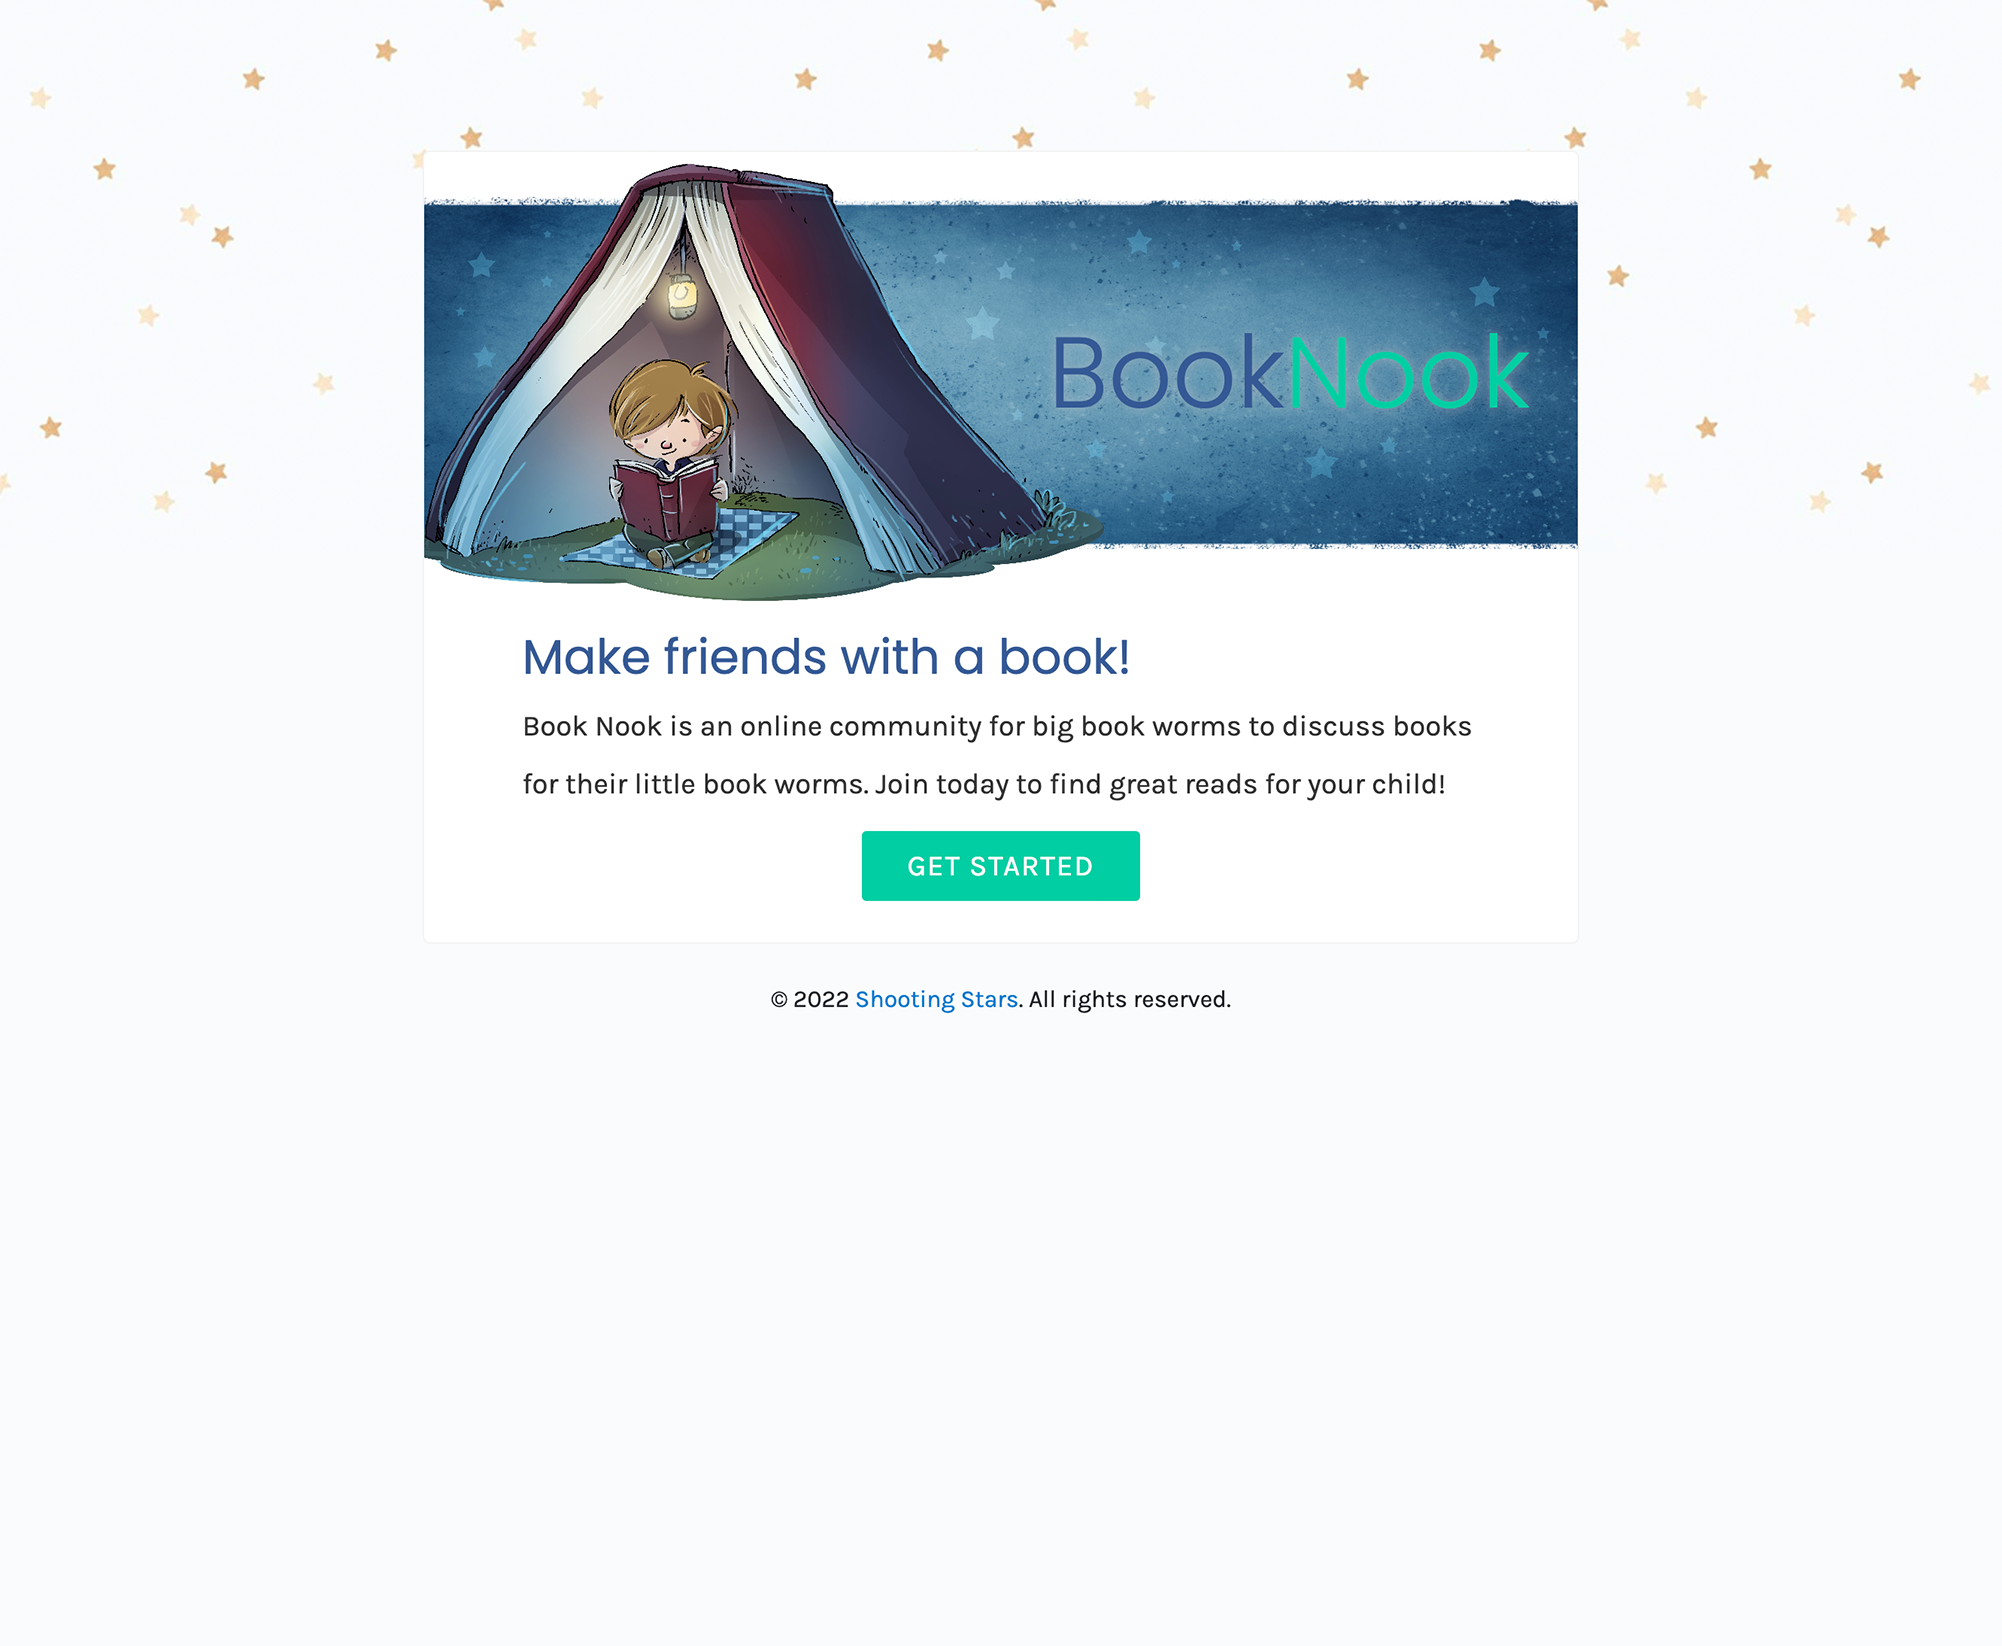 BookNook
Make friends with a book!
Book Nook is an online community for big book worms to discuss books
for their little book worms. Join today to find great reads for your child!
GET STARTED
© 2022 Shooting Stars. All rights reserved.